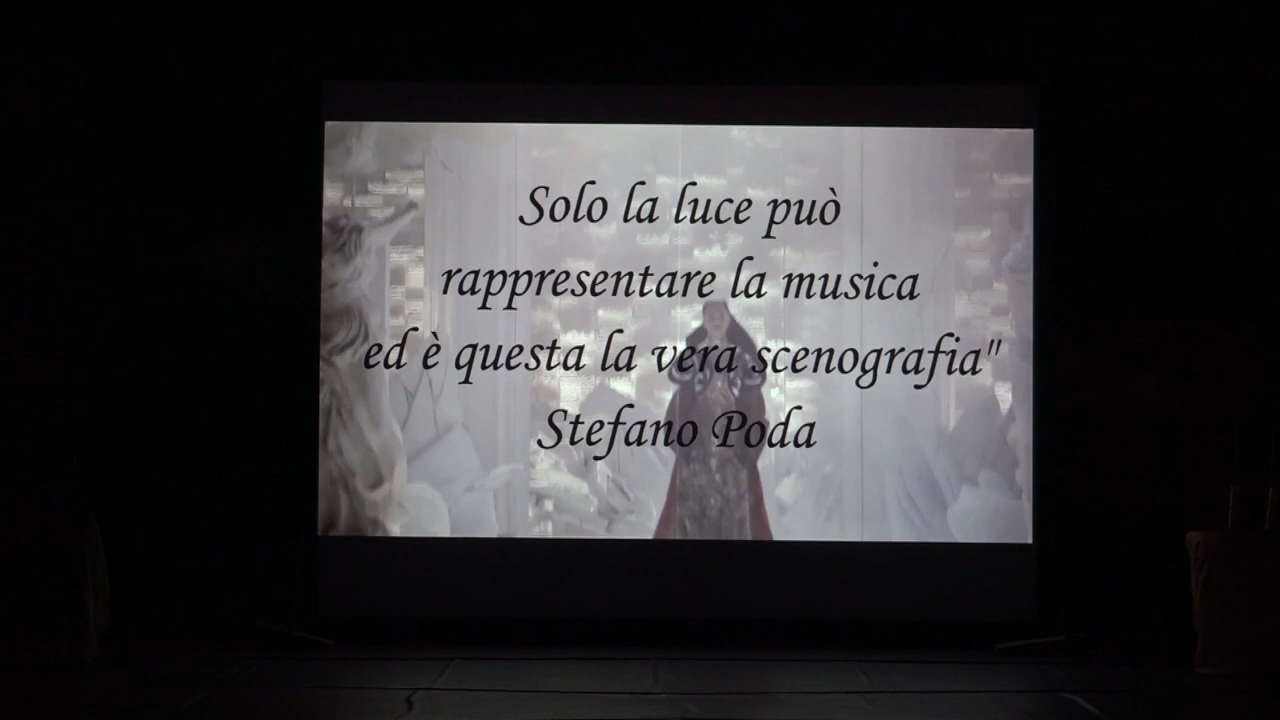 Solo la luce può
rappresentare la musica
ed è questa la vera scenografia"
Stefano Poda